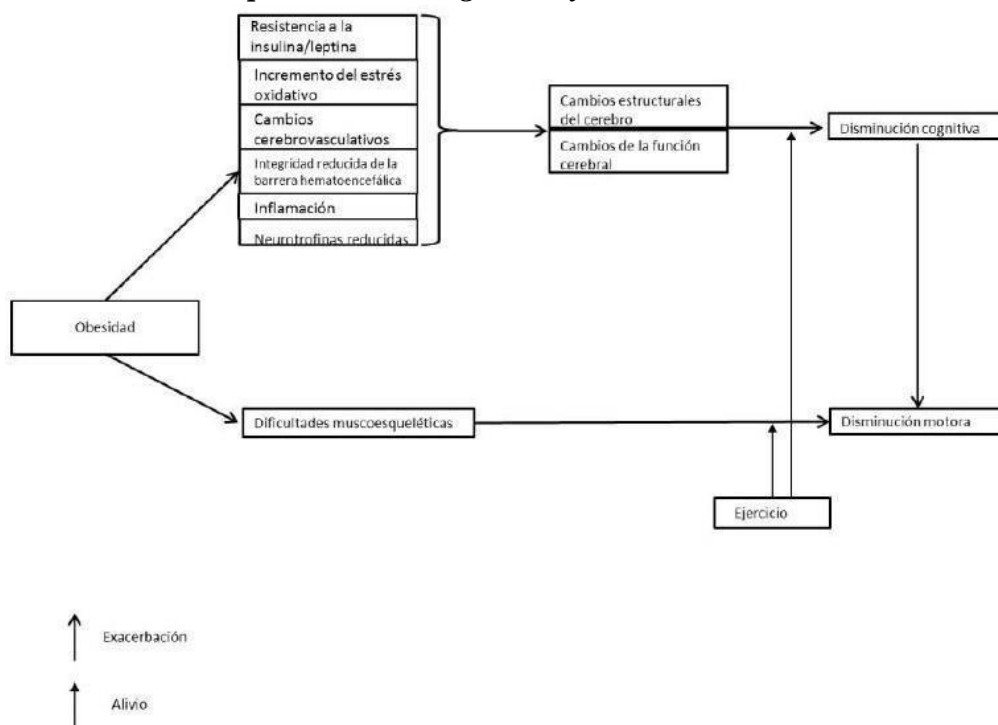 Resistencia a la
insulina/leptina
Incremento del estrés
oxidativo
Cambios
cerebrovasculativos
Integridad reducida de la
barrera hematoencefálica
Inflamación
Neurotrofinas reducidas
Cambios estructurales
del cerebro
Cambios de la función
cerebral
Disminución cognitiva
Obesidad
Dificultades muscoesqueléticas
Disminución motora
Ejercicio
Exacerbación
Alivio